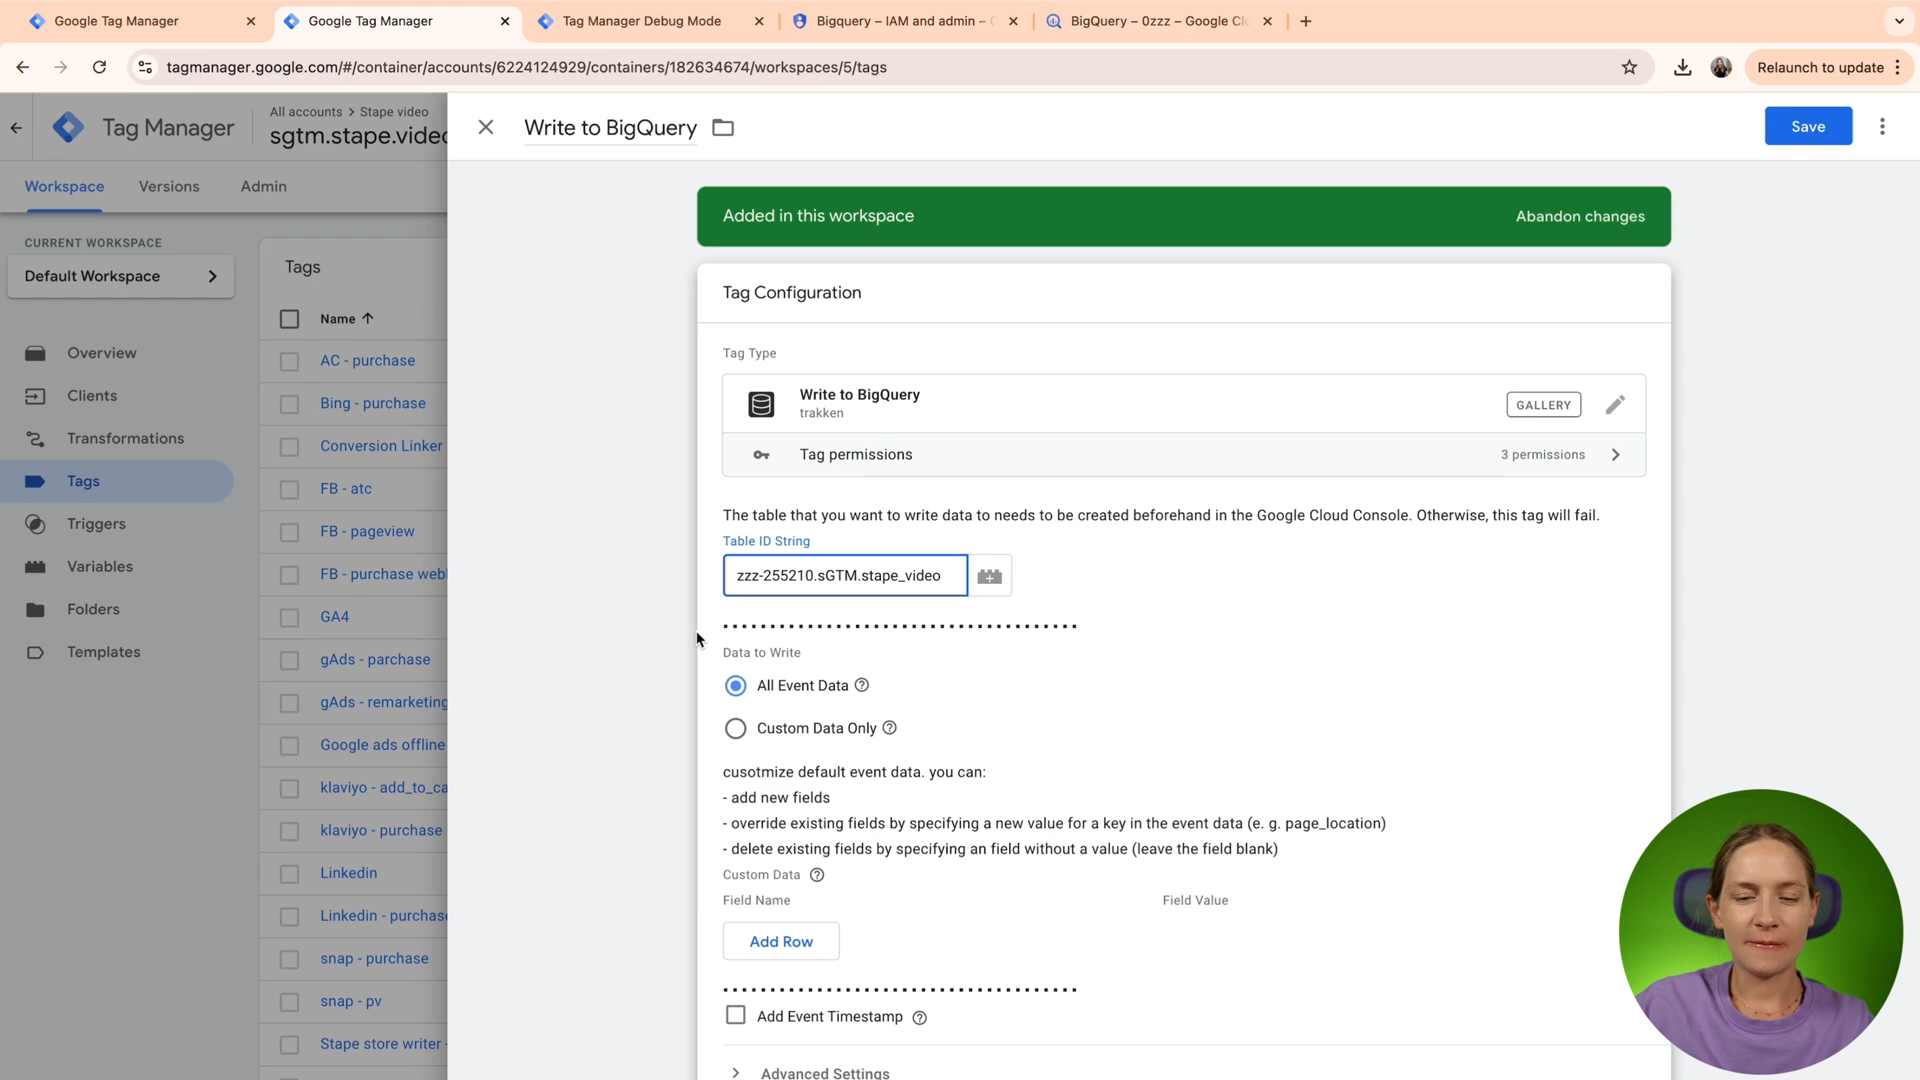 Google Tag Manager
Google Tag Manager
Tag Manager Debug Mode
Bigquery – IAM and admin –
BigQuery – 0zzz – Google Cl
tagmanager.google.com/#/container/accounts/6224124929/containers/182634674/workspaces/5/tags
Relaunch to update
Tag Manager
All accounts > Stape video
sgtm.stape.video
Write to BigQuery
Save
Workspace
Versions
Admin
CURRENT WORKSPACE
Default Workspace
Overview
Clients
Transformations
Tags
Triggers
Variables
Folders
Templates
Tags
Name
AC - purchase
Bing - purchase
Conversion Linker
FB - atc
FB - pageview
FB - purchase web
GA4
gAds - parchase
gAds - remarketing
Google ads offline
klaviyo - add_to_ca
klaviyo - purchase
Linkedin
Linkedin - purchase
snap - purchase
snap - pv
Stape store writer -
Added in this workspace
Abandon changes
Tag Configuration
Tag Type
Write to BigQuery
trakken
GALLERY
Tag permissions
3 permissions
The table that you want to write data to needs to be created beforehand in the Google Cloud Console. Otherwise, this tag will fail.
Table ID String
zzz-255210.sGTM.stape_video
Data to Write
All Event Data
Custom Data Only
cusotmize default event data. you can:
- add new fields
- override existing fields by specifying a new value for a key in the event data (e. g. page_location)
- delete existing fields by specifying an field without a value (leave the field blank)
Custom Data
Field Name
Field Value
Add Row
Add Event Timestamp
Advanced Settings